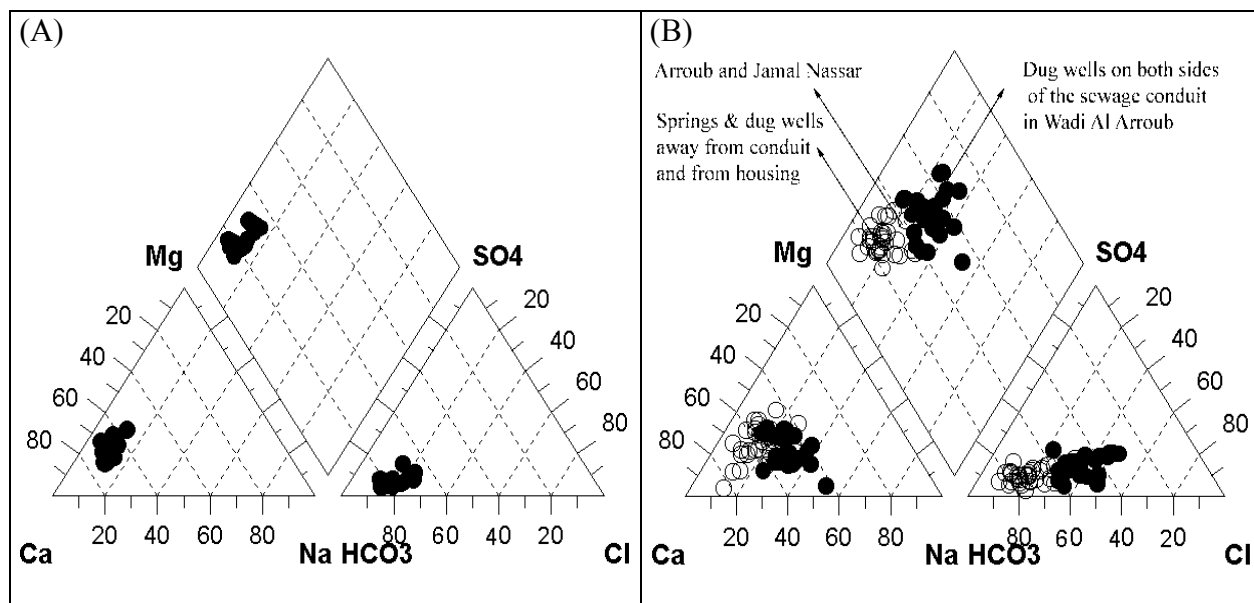 (A)
Mg
SO4
20
40
60
80
20
40
60
80
20 40 60 80
80 60 40 20
Ca
Na
HCO3
Cl
(B)
Arroub and Jamal Nassar
Springs & dug wells
away from conduit
and from housing
Dug wells on both sides
of the sewage conduit
in Wadi Al Arroub
Mg
SO4
20
40
60
80
20
40
60
80
20 40 60 80
80 60 40 20
Ca
Na
HCO3
Cl